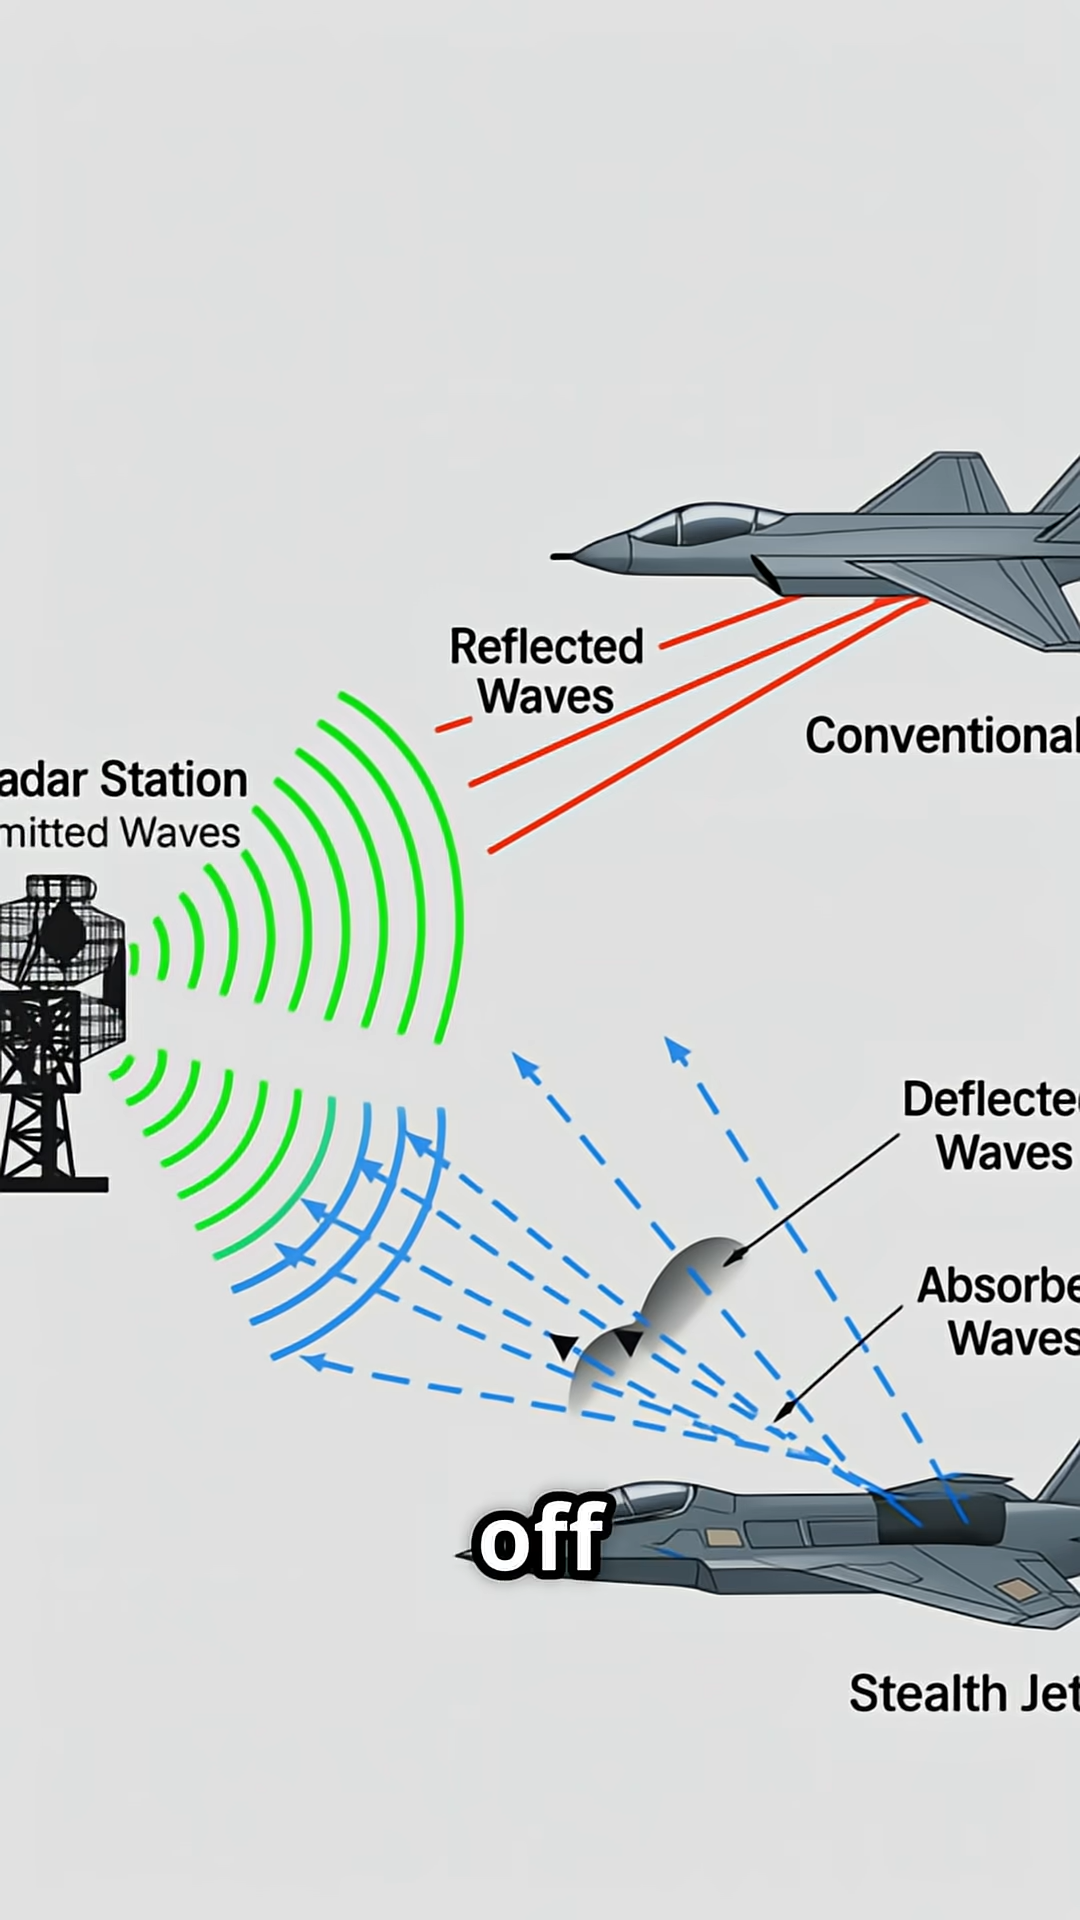 Reflected
Waves
Conventional
adar Station
mitted Waves
Deflecte
Waves
Absorbe
Waves
off
Stealth Jet